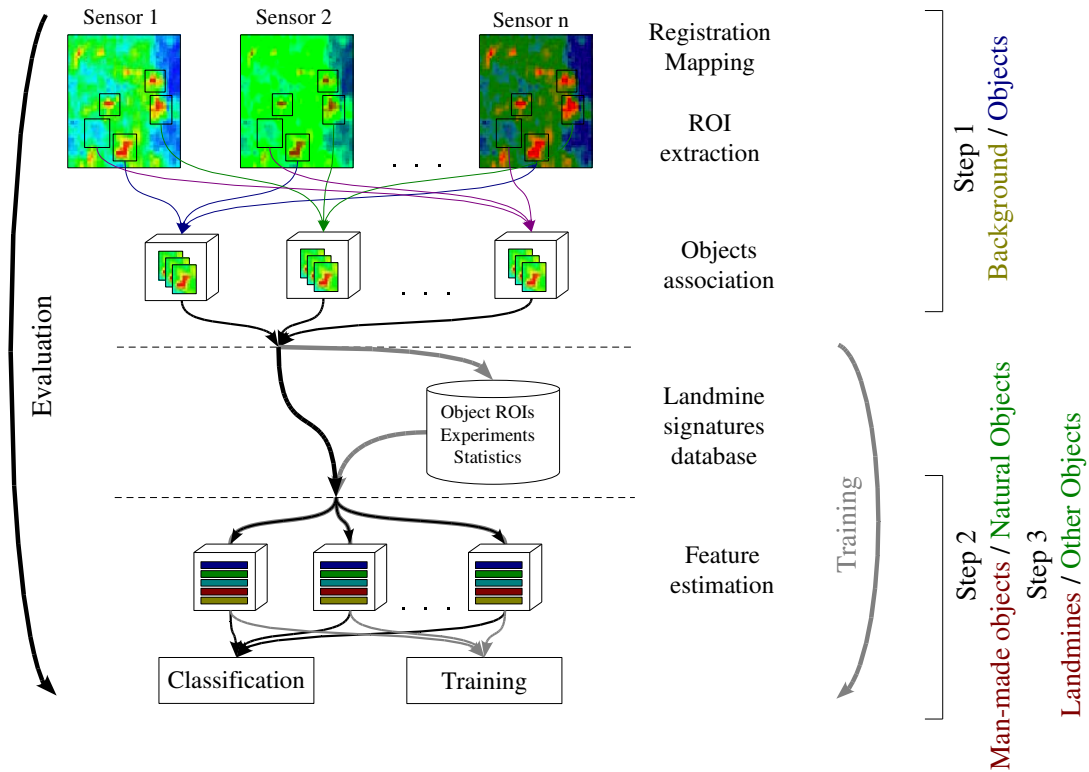 Sensor 1
Sensor 2
Sensor n
Registration
Mapping
ROI
extraction
. . .
Objects
association
. . .
Step 1
Background / Objects
Evaluation
Object ROIs
Experiments
Statistics
Landmine
signatures
database
Training
Feature
estimation
. . .
Step 2
Man-made objects / Natural Objects
Step 3
Landmines / Other Objects
Classification
Training